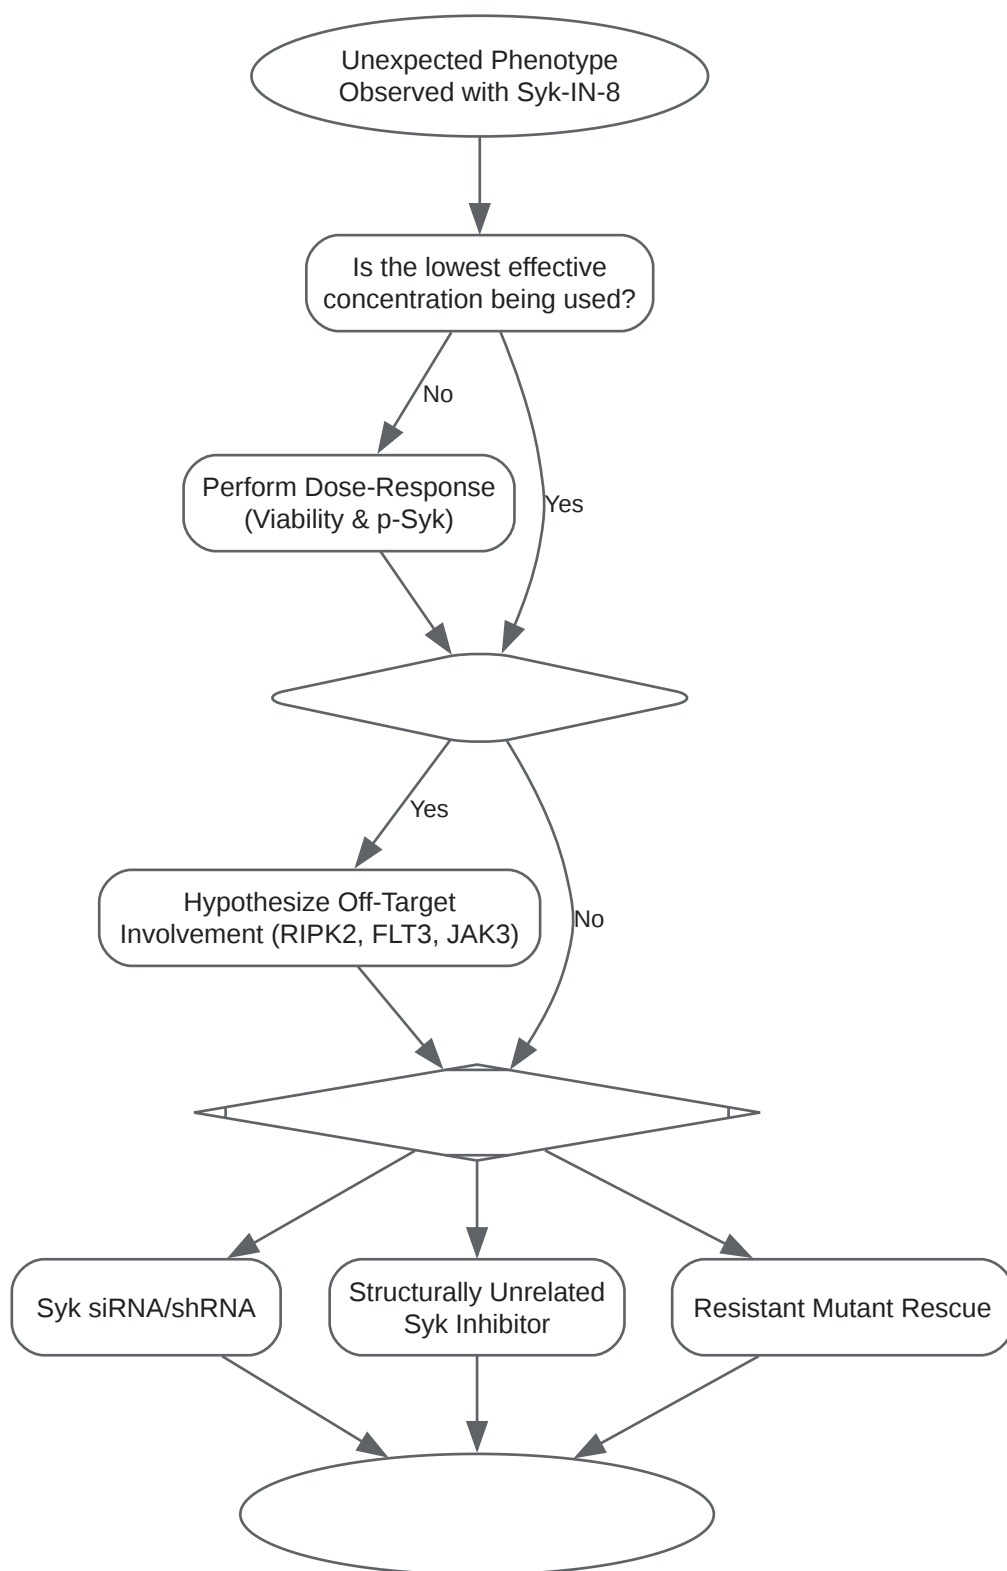 Unexpected Phenotype
Observed with Syk-IN-8
Is the lowest effective
concentration being used?
No
Perform Dose-Response
(Viability & p-Syk)
Yes
Yes
Hypothesize Off-Target
Involvement (RIPK2, FLT3, JAK3)
No
Syk siRNA/shRNA
Structurally Unrelated
Syk Inhibitor
Resistant Mutant Rescue